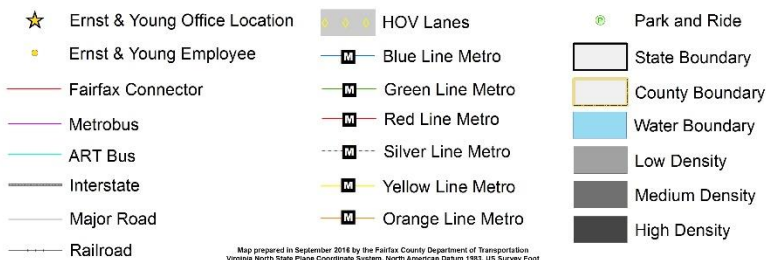 Ernst & Young Office Location
Ernst & Young Employee
Fairfax Connector
Metrobus
ART Bus
Interstate
Major Road
Railroad
HOV Lanes
M Blue Line Metro
M Green Line Metro
M Red Line Metro
M Silver Line Metro
M Yellow Line Metro
M Orange Line Metro
P Park and Ride
State Boundary
County Boundary
Water Boundary
Low Density
Medium Density
High Density
Map prepared in September 2016 by the Fairfax County Department of Transportation
Virginia North State Plane Coordinate System, North American Datum 1983, US Survey Foot